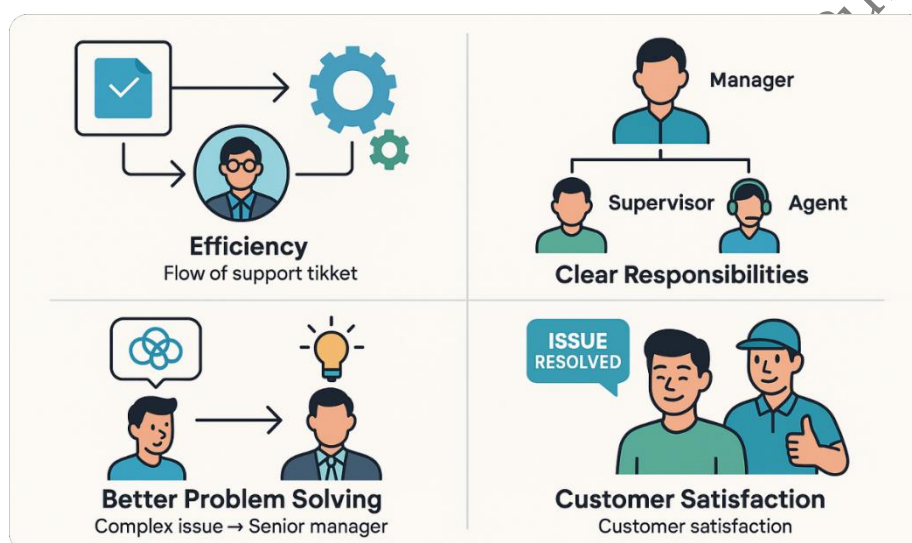 Efficiency
Flow of support tikket
Manager
Supervisor
Agent
Clear Responsibilities
Better Problem Solving
Complex issue → Senior manager
ISSUE
RESOLVED
Customer Satisfaction
Customer satisfaction